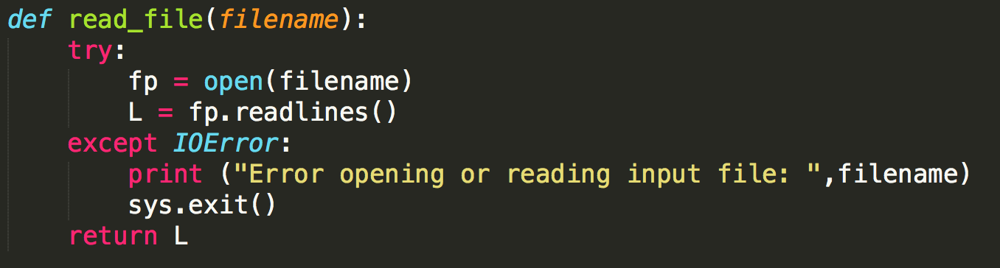 def read_file(filename):
    try:
        fp = open(filename)
        L = fp.readlines()
    except IOError:
        print ("Error opening or reading input file: ",filename)
        sys.exit()
    return L